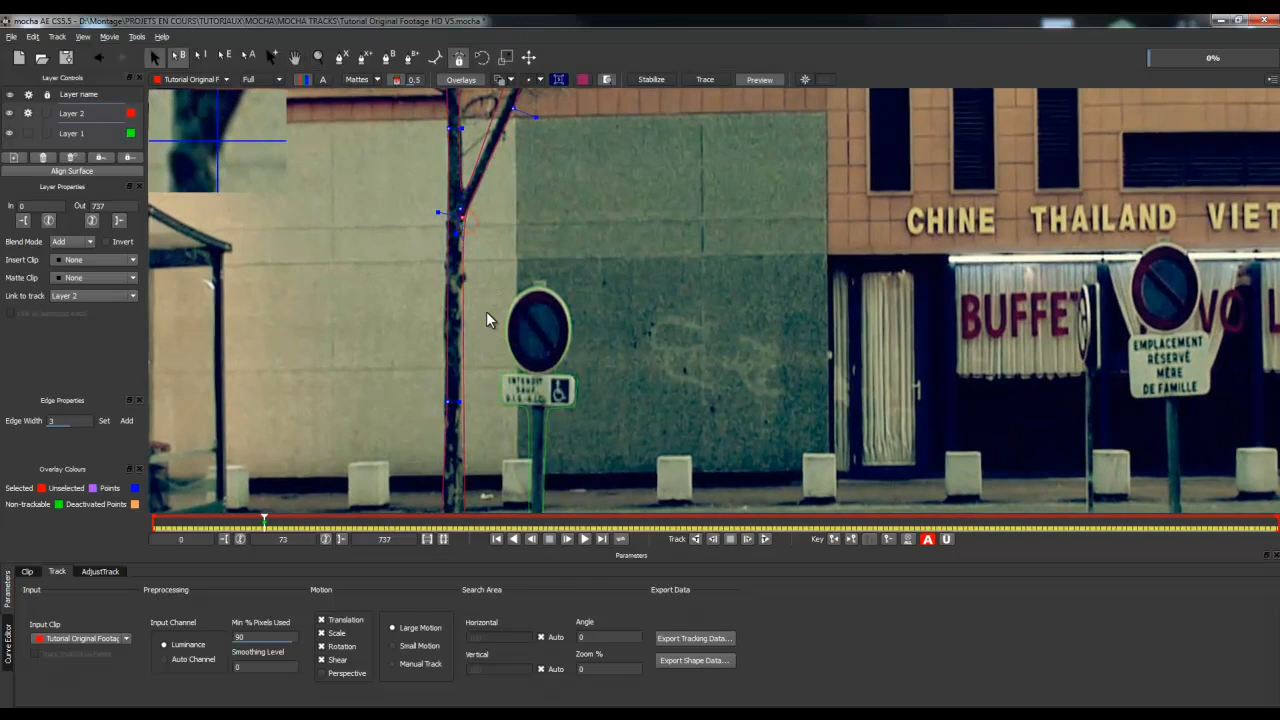 mocha AE CS5.5 - D:\Montage\PROJETS EN COURS\TUTORIAUX\MOCHA\MOCHA TRACKS\Tutorial Original Footage HD V5.mocha *
File Edit Track View Movie Tools Help
0%
Layer Controls
Tutorial Original F Full Mattes 0,5 Overlays Stabilize Trace Preview
Layer name
Layer 2
Layer 1
Align Surface
Layer Properties
In 0 Out 737
Blend Mode Add Invert
Insert Clip None
Matte Clip None
Link to track Layer 2
Edge Properties
Edge Width 3 Set Add
Overlay Colours
Selected Unselected Points
Non-trackable Deactivated Points
CHINE THAILAND VIET
BUFFET
VO L
EMPLACEMENT
RÉSERVÉ
MÈRE
DE FAMILLE
INTERDIT
SAUF
0 73 737 Track Key A Ü
Parameters
Parameters
Curve Editor
Clip Track AdjustTrack
Input Preprocessing Motion Search Area Export Data
Input Clip
Tutorial Original Footag
Input Channel
Luminance
Auto Channel
Min % Pixels Used
90
Smoothing Level
0
Translation
Scale
Rotation
Shear
Perspective
Large Motion
Small Motion
Manual Track
Horizontal
Auto
Vertical
Auto
Angle
0
Zoom %
0
Export Tracking Data...
Export Shape Data...